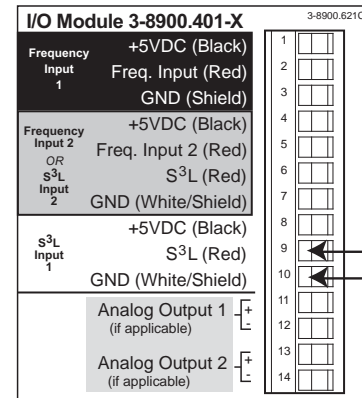 I/O Module 3-8900.401-X
3-8900.621C
Frequency
Input
1
+5VDC (Black)
Freq. Input (Red)
GND (Shield)
Frequency
Input 2
OR
S³L
Input
2
+5VDC (Black)
Freq. Input 2 (Red)
S³L (Red)
GND (White/Shield)
S³L
Input
1
+5VDC (Black)
S³L (Red)
GND (White/Shield)
Analog Output 1
(if applicable)
+
-
Analog Output 2
(if applicable)
+
-
1
2
3
4
5
6
7
8
9
10
11
12
13
14